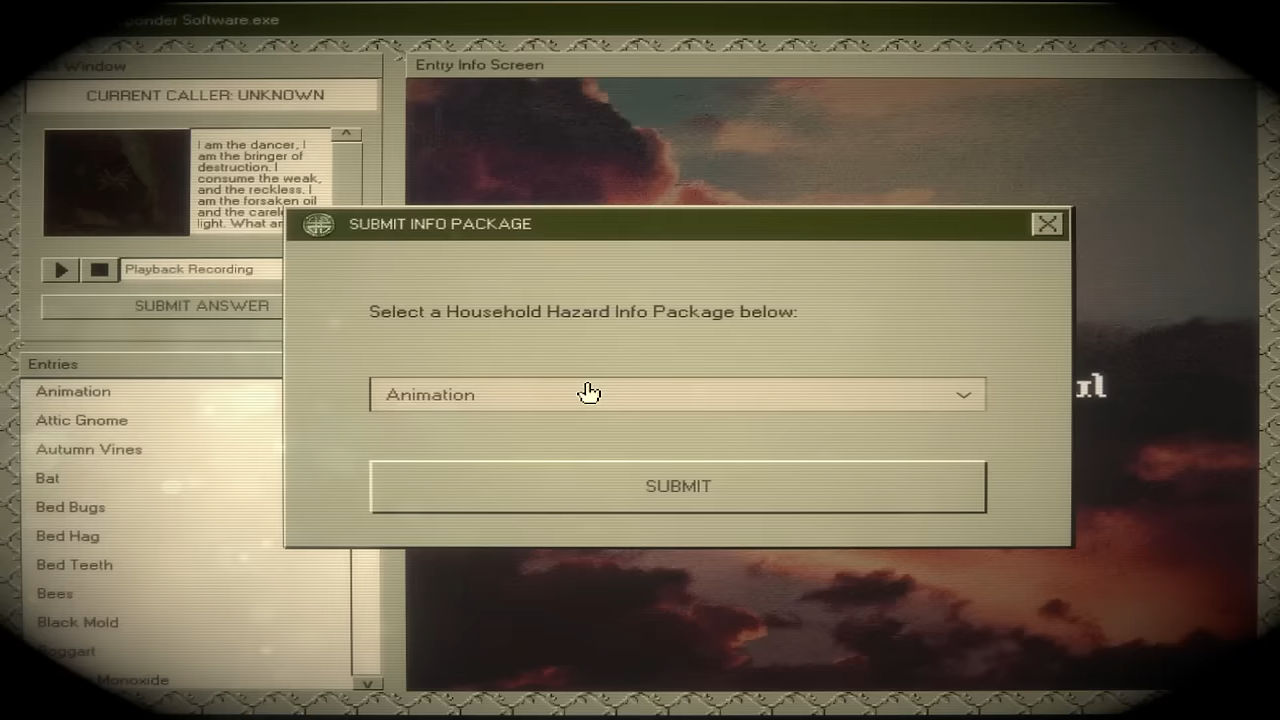 ponder Software.exe
Window
CURRENT CALLER: UNKNOWN
I am the dancer, I
am the bringer of
destruction. I
consume the weak,
and the reckless. I
am the forsaken oil
and the
light. What
Playback Recording
SUBMIT ANSWER
Entries
Animation
Attic Gnome
Autumn Vines
Bat
Bed Bugs
Bed Hag
Bed Teeth
Bees
Black Mold
oggart
Monoxide
Entry Info Screen
SUBMIT INFO PACKAGE
Select a Household Hazard Info Package below:
Animation
SUBMIT